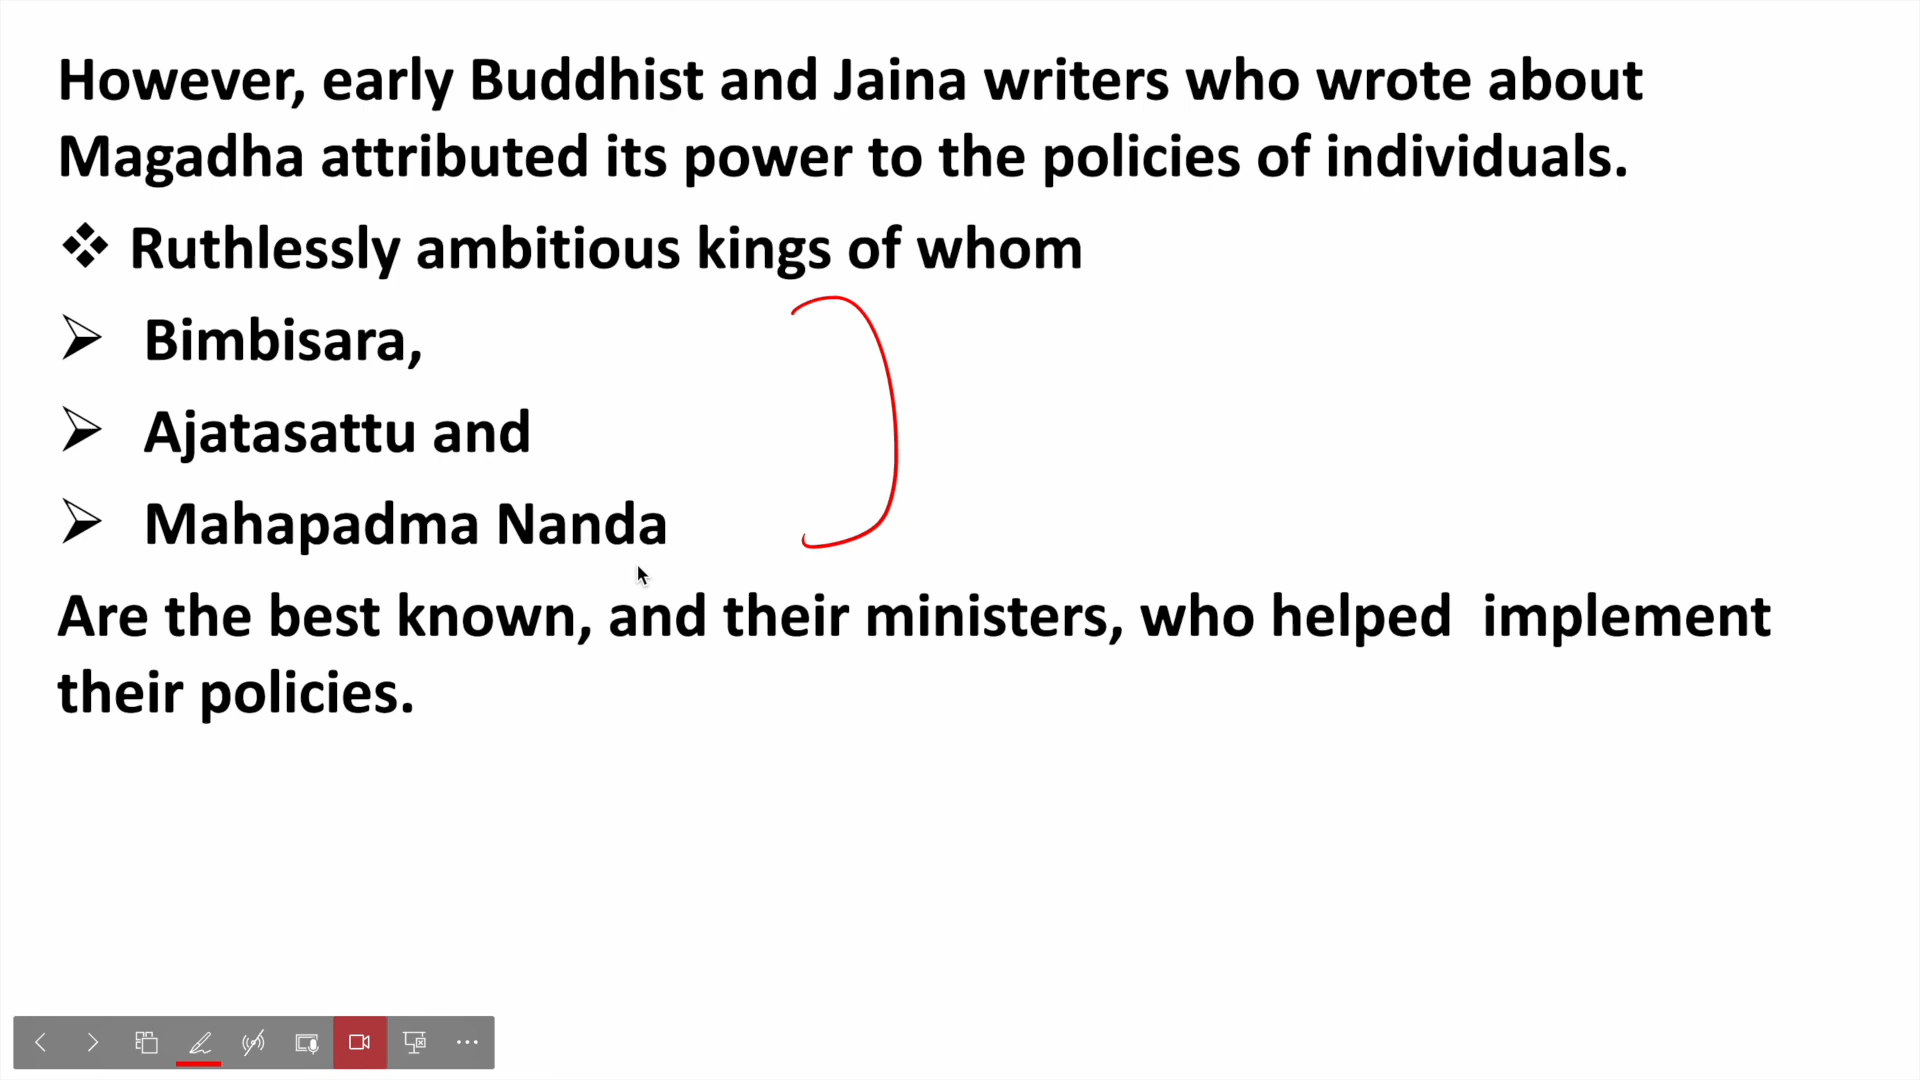 However, early Buddhist and Jaina writers who wrote about
Magadha attributed its power to the policies of individuals.
❖ Ruthlessly ambitious kings of whom
➢ Bimbisara,
➢ Ajatasattu and
➢ Mahapadma Nanda
Are the best known, and their ministers, who helped  implement
their policies.